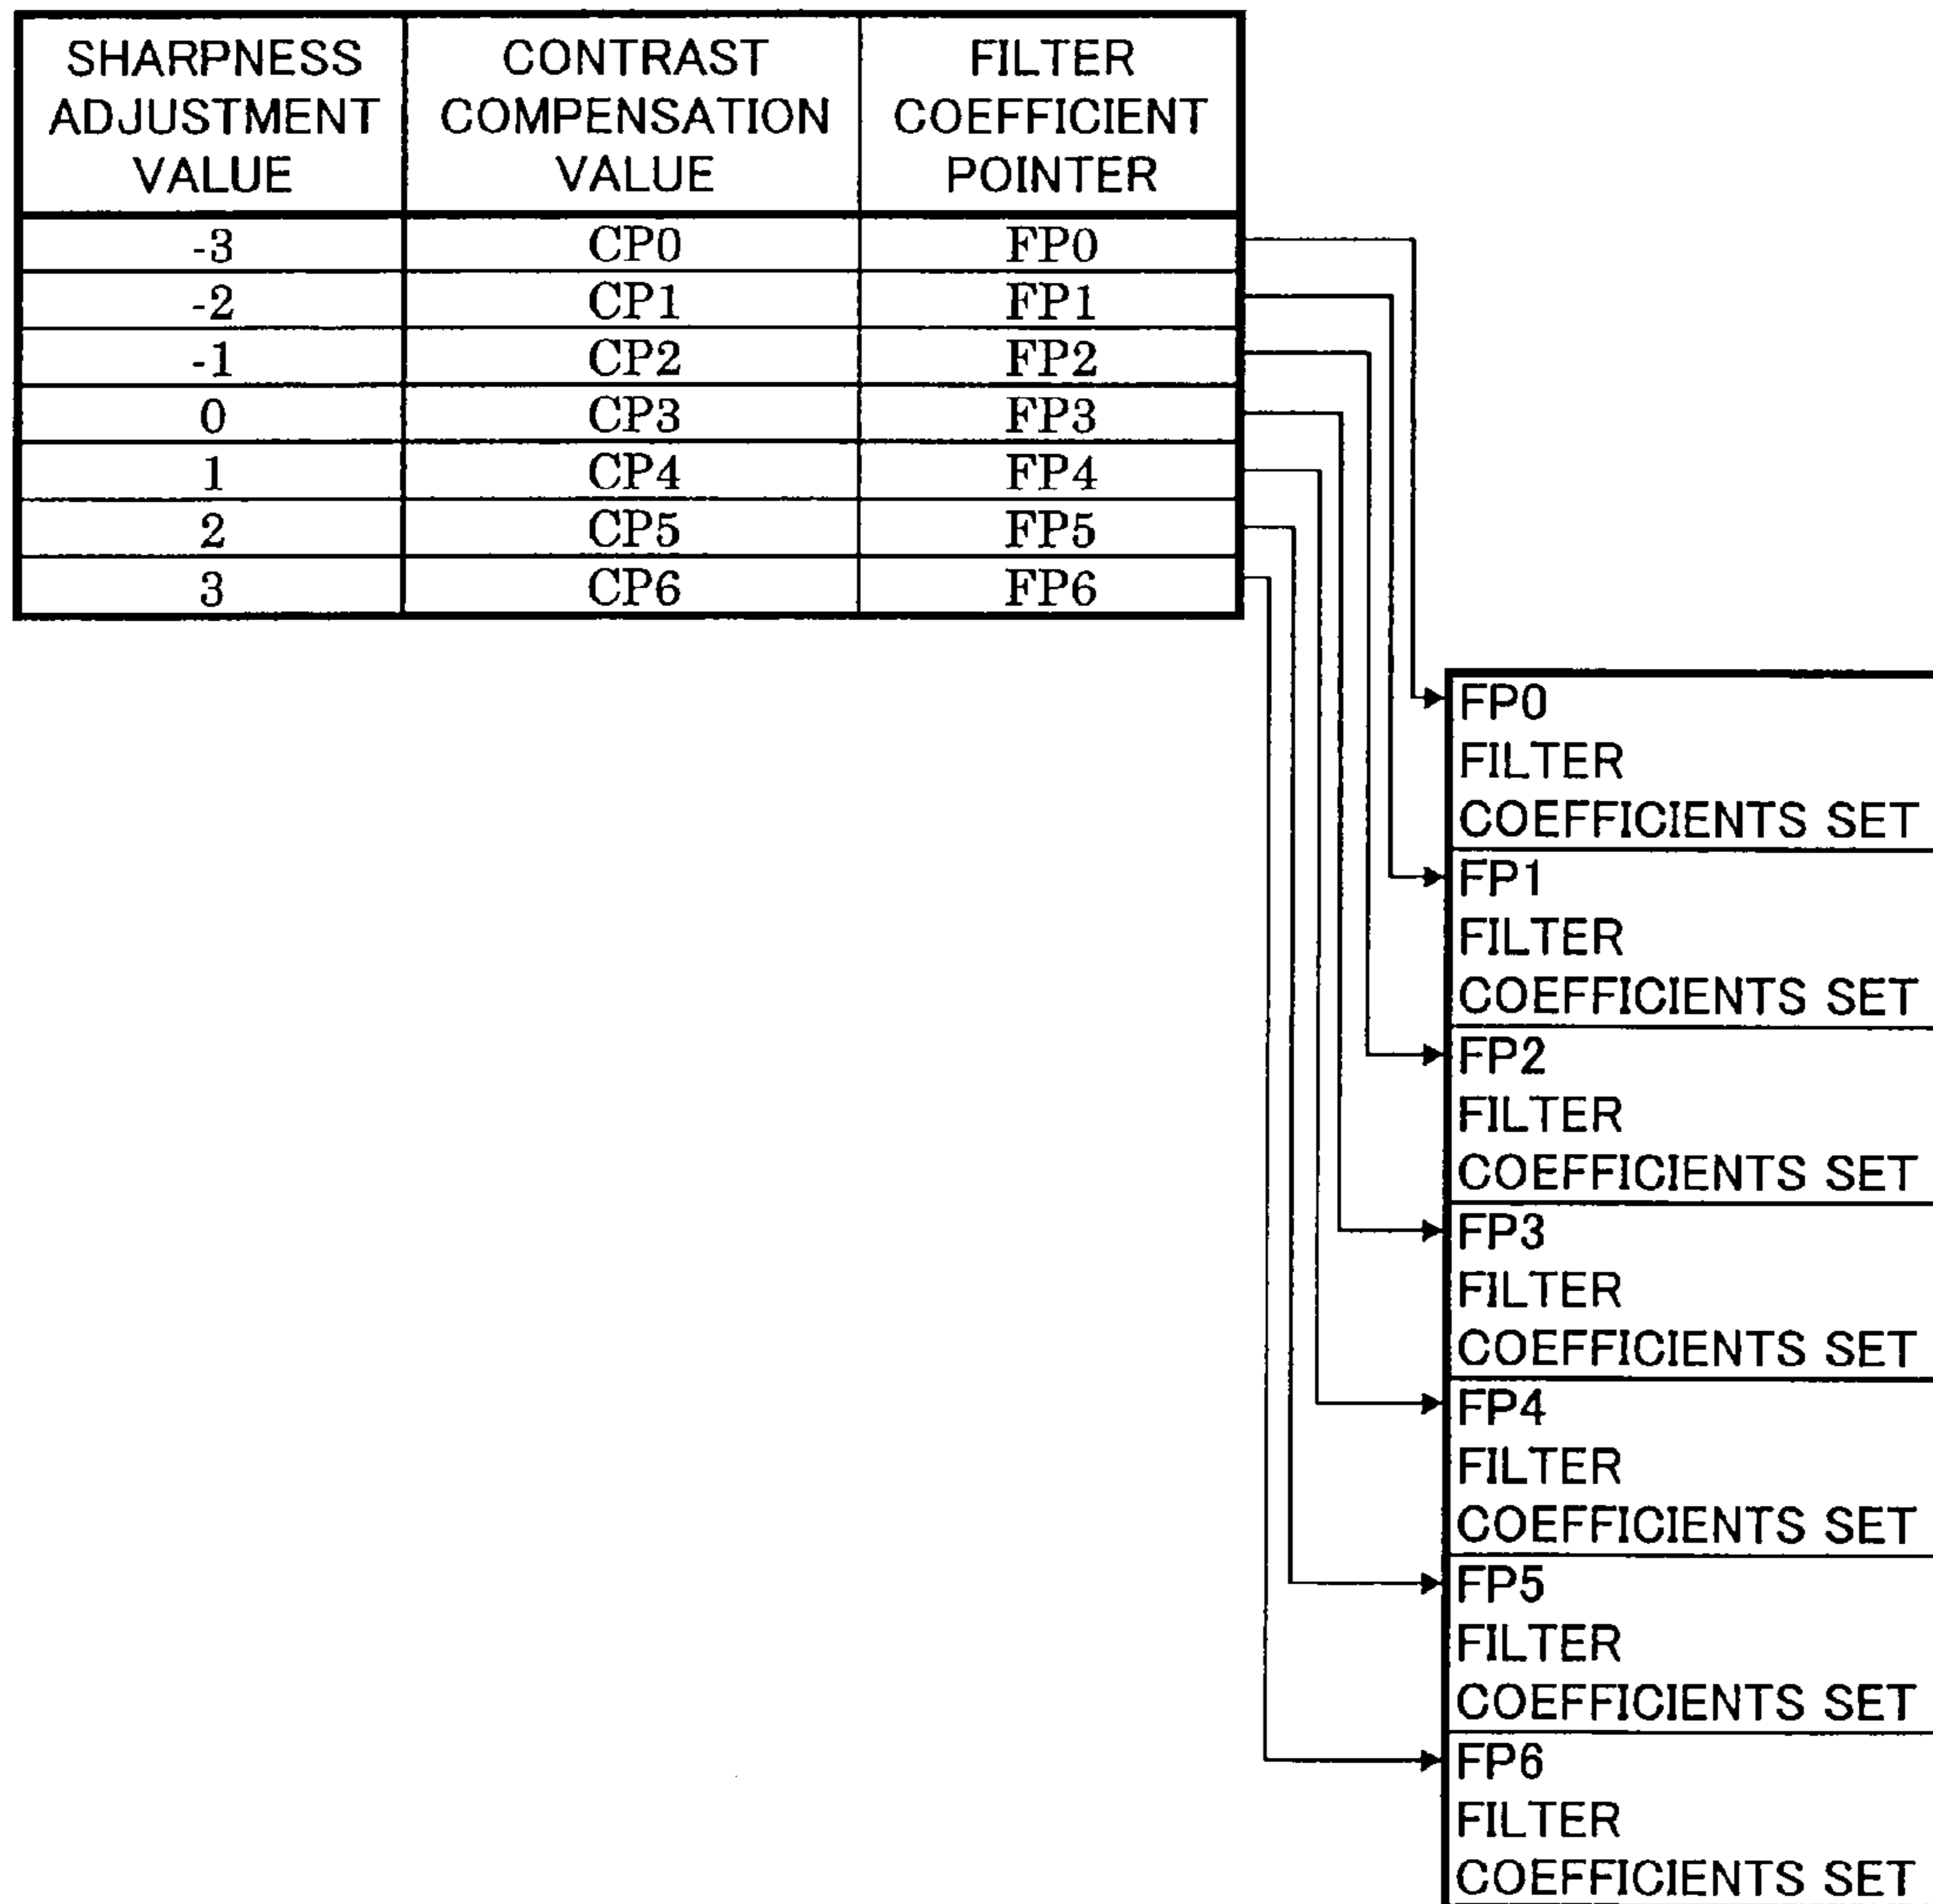 SHARPNESS ADJUSTMENT VALUE CONTRAST COMPENSATION VALUE FILTER COEFFICIENT POINTER
-3 CP0 FP0
-2 CP1 FP1
-1 CP2 FP2
0 CP3 FP3
1 CP4 FP4
2 CP5 FP5
3 CP6 FP6
FP0
FILTER
COEFFICIENTS SET
FP1
FILTER
COEFFICIENTS SET
FP2
FILTER
COEFFICIENTS SET
FP3
FILTER
COEFFICIENTS SET
FP4
FILTER
COEFFICIENTS SET
FP5
FILTER
COEFFICIENTS SET
FP6
FILTER
COEFFICIENTS SET